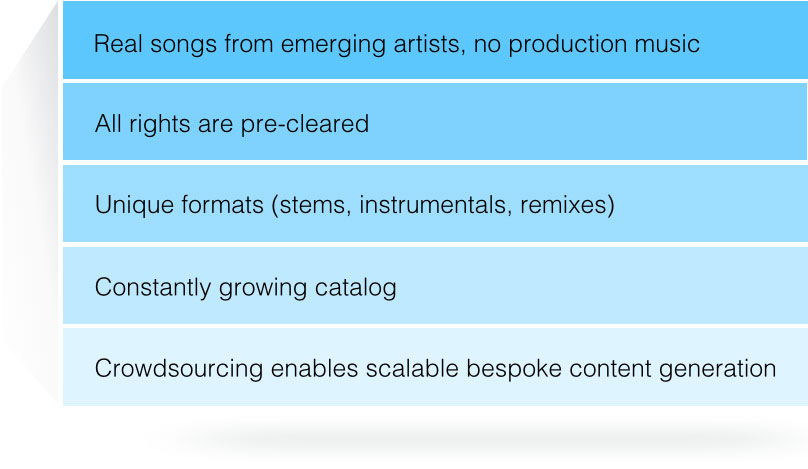 Real songs from emerging artists, no production music
All rights are pre-cleared
Unique formats (stems, instrumentals, remixes)
Constantly growing catalog
Crowdsourcing enables scalable bespoke content generation